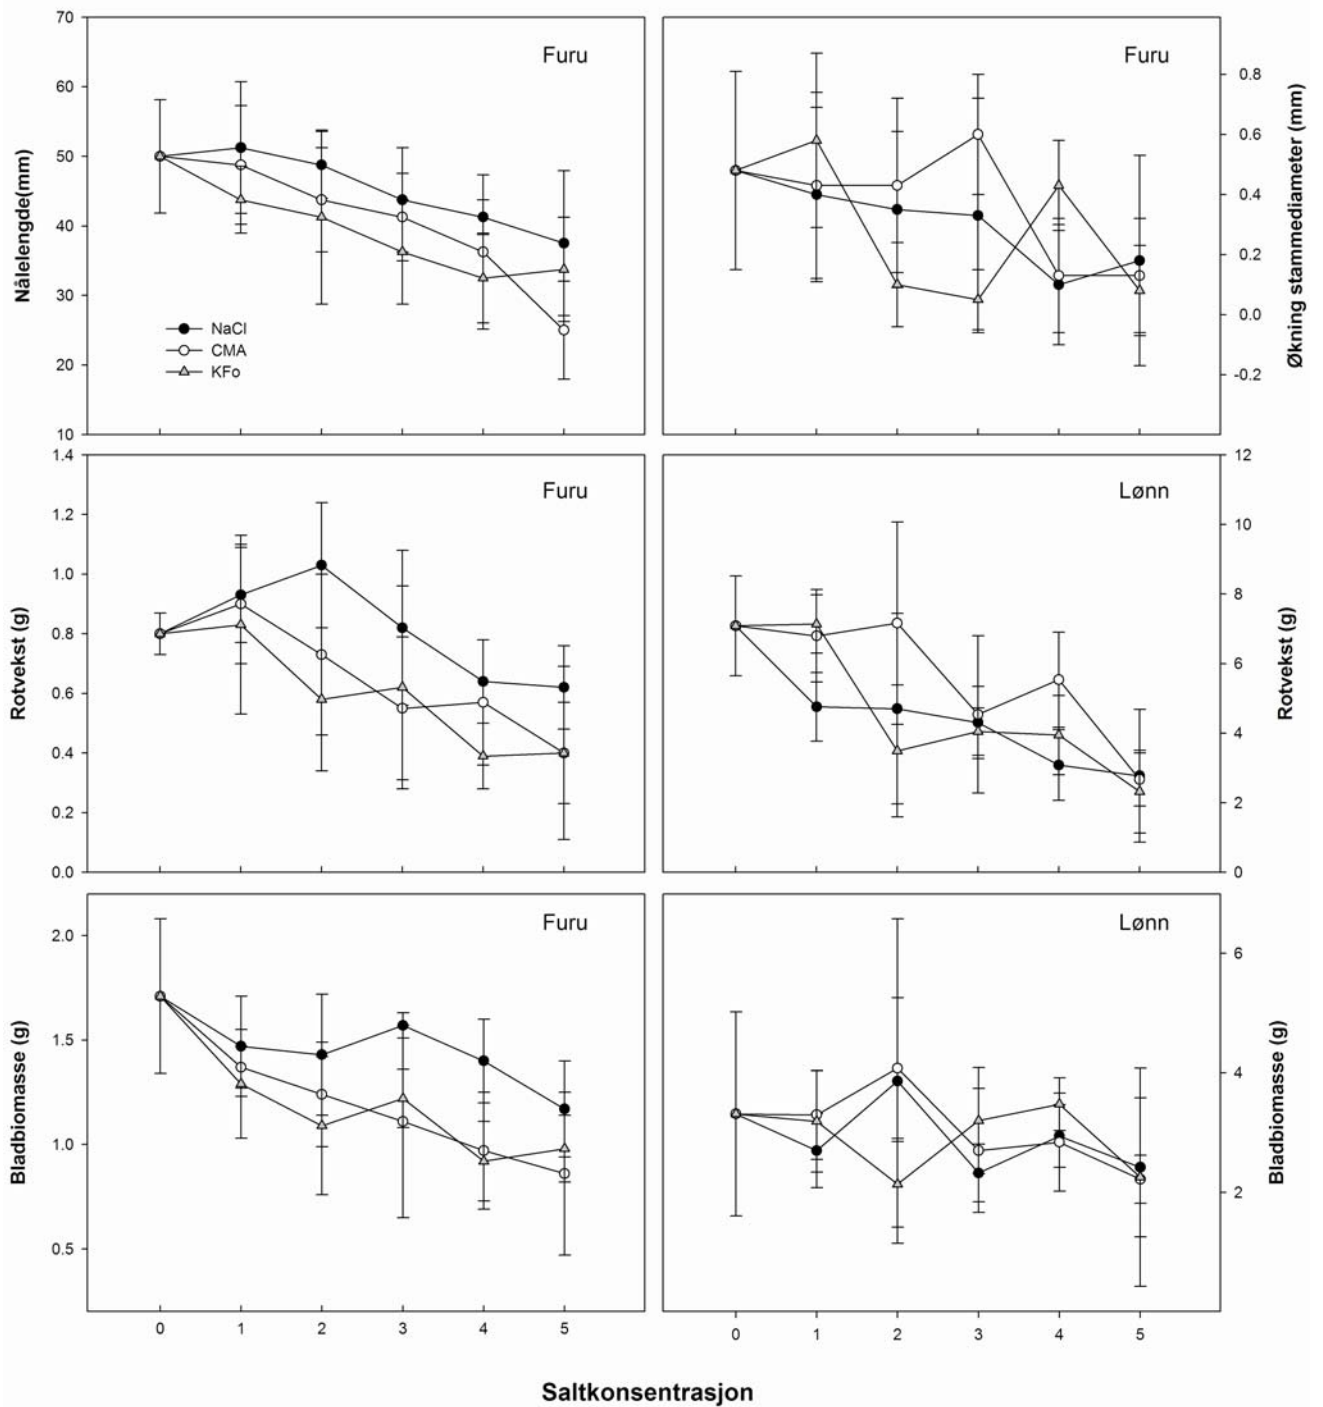 70
60
50
40
30
20
10
Nålelengde(mm)
Furu
NaCl
CMA
KFo
Furu
0.8
0.6
0.4
0.2
0.0
-0.2
Økning stammediameter (mm)
1.4
1.2
1.0
0.8
0.6
0.4
0.2
0.0
Rotvekst (g)
Furu
Lønn
12
10
8
6
4
2
0
Rotvekst (g)
2.0
1.5
1.0
0.5
Bladbiomasse (g)
Furu
0 1 2 3 4 5
Lønn
6
4
2
Bladbiomasse (g)
0 1 2 3 4 5
Saltkonsentrasjon